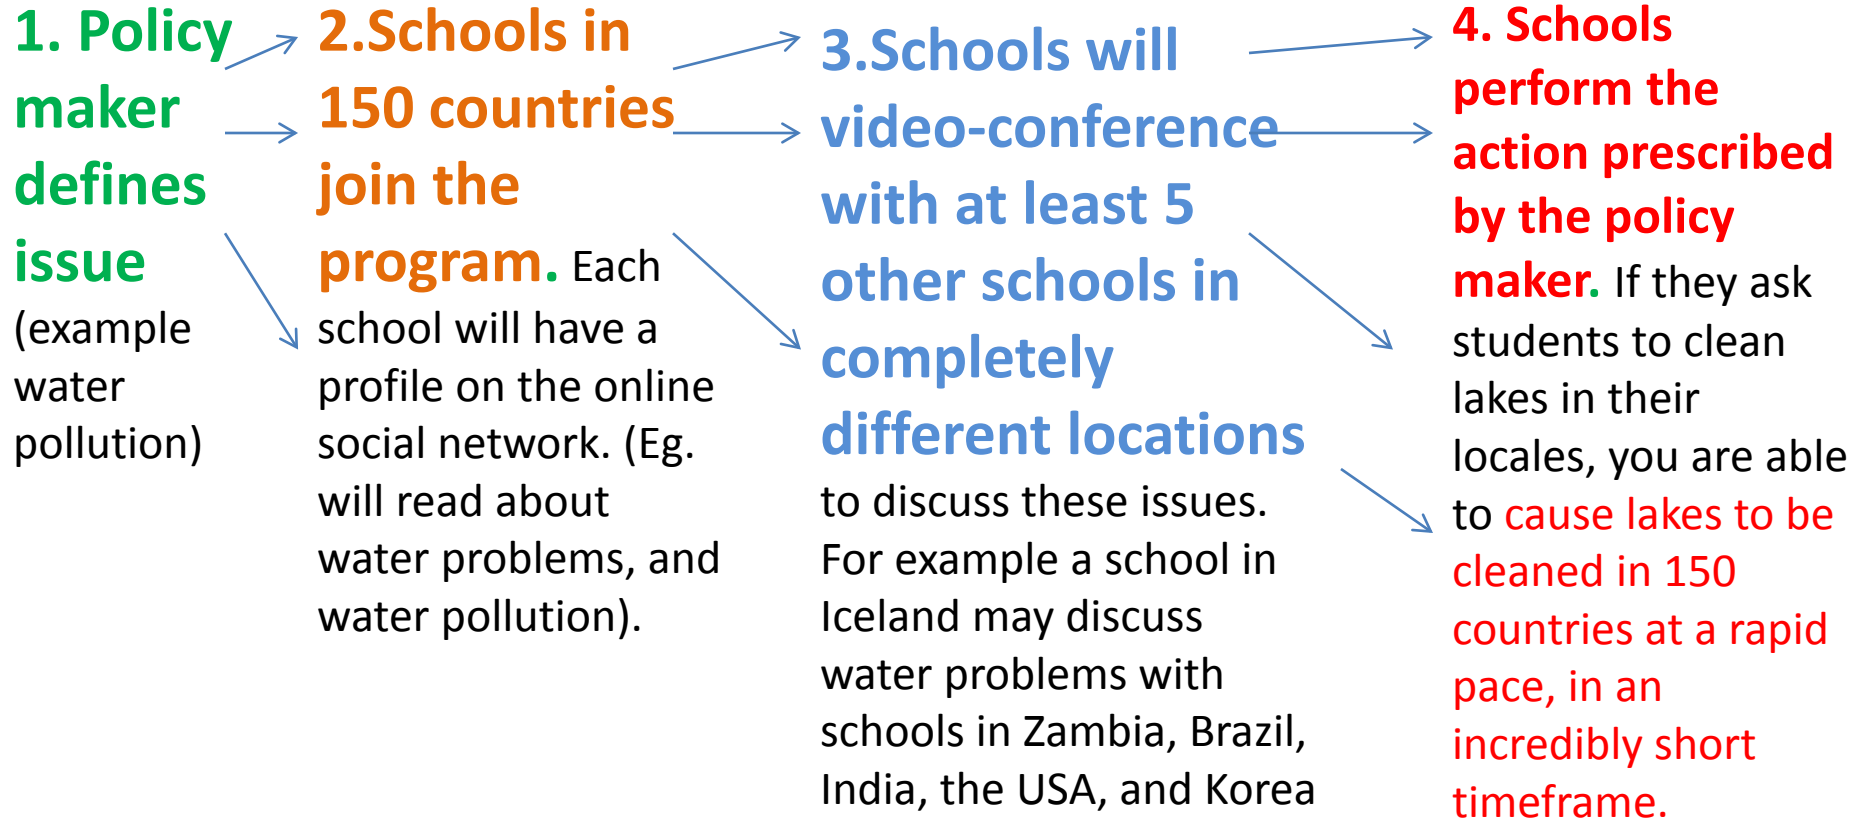 1. Policy
maker
defines
issue
(example
water
pollution)
2.Schools in
150 countries
join the
program. Each
school will have a
profile on the online
social network. (Eg.
will read about
water problems, and
water pollution).
3.Schools will
video-conference
with at least 5
other schools in
completely
different locations
to discuss these issues.
For example a school in
Iceland may discuss
water problems with
schools in Zambia, Brazil,
India, the USA, and Korea
4. Schools
perform the
action prescribed
by the policy
maker. If they ask
students to clean
lakes in their
locales, you are able
to cause lakes to be
cleaned in 150
countries at a rapid
pace, in an
incredibly short
timeframe.